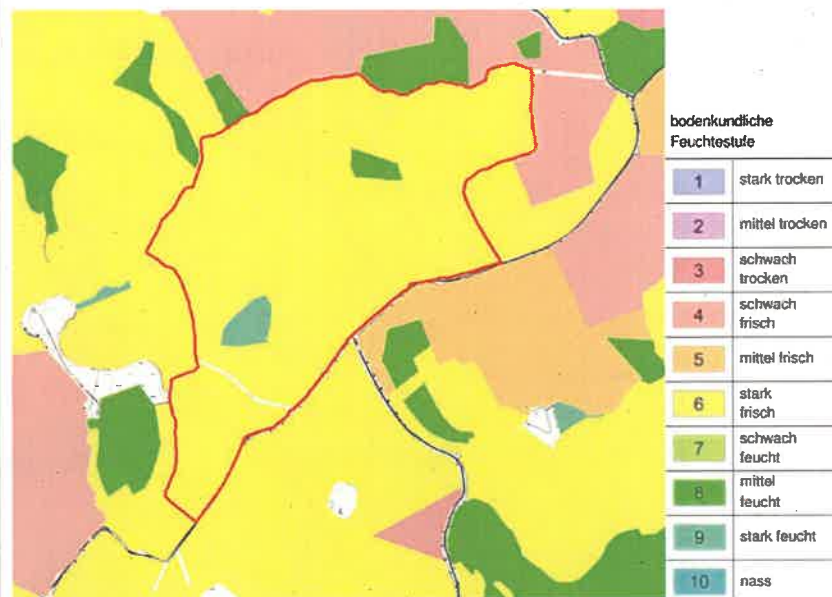 bodenkundliche
Feuchtestufe
1 stark trocken
2 mittel trocken
3 schwach
trocken
4 schwach
frisch
5 mittel frisch
6 stark
frisch
7 schwach
feucht
8 mittel
feucht
9 stark feucht
10 nass